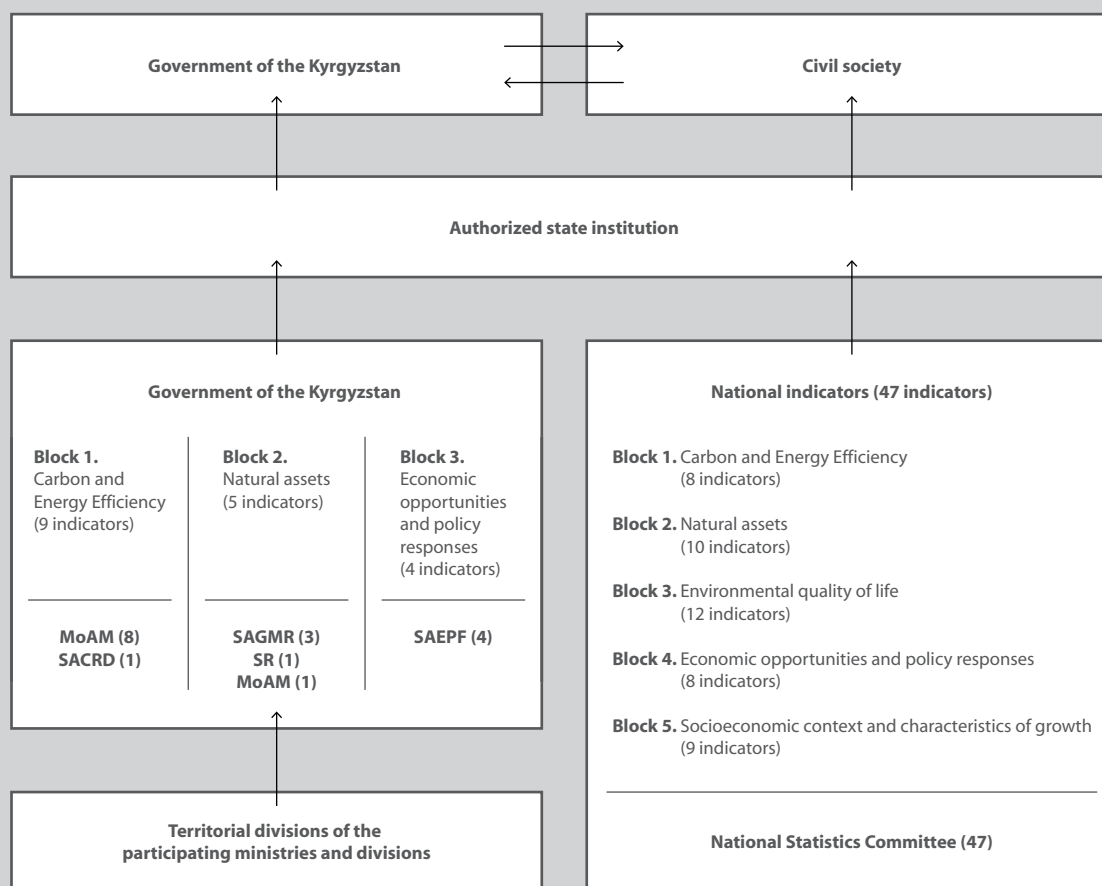 Government of the Kyrgyzstan
Civil society
Authorized state institution
Government of the Kyrgyzstan
Block 1.
Carbon and
Energy Efficiency
(9 indicators)
MoAM (8)
SACRD (1)
Block 2.
Natural assets
(5 indicators)
SAGMR (3)
SR (1)
MoAM (1)
Block 3.
Economic
opportunities
and policy
responses
(4 indicators)
SAEPF (4)
Territorial divisions of the
participating ministries and divisions
National indicators (47 indicators)
Block 1. Carbon and Energy Efficiency
(8 indicators)
Block 2. Natural assets
(10 indicators)
Block 3. Environmental quality of life
(12 indicators)
Block 4. Economic opportunities and policy responses
(8 indicators)
Block 5. Socioeconomic context and characteristics of growth
(9 indicators)
National Statistics Committee (47)